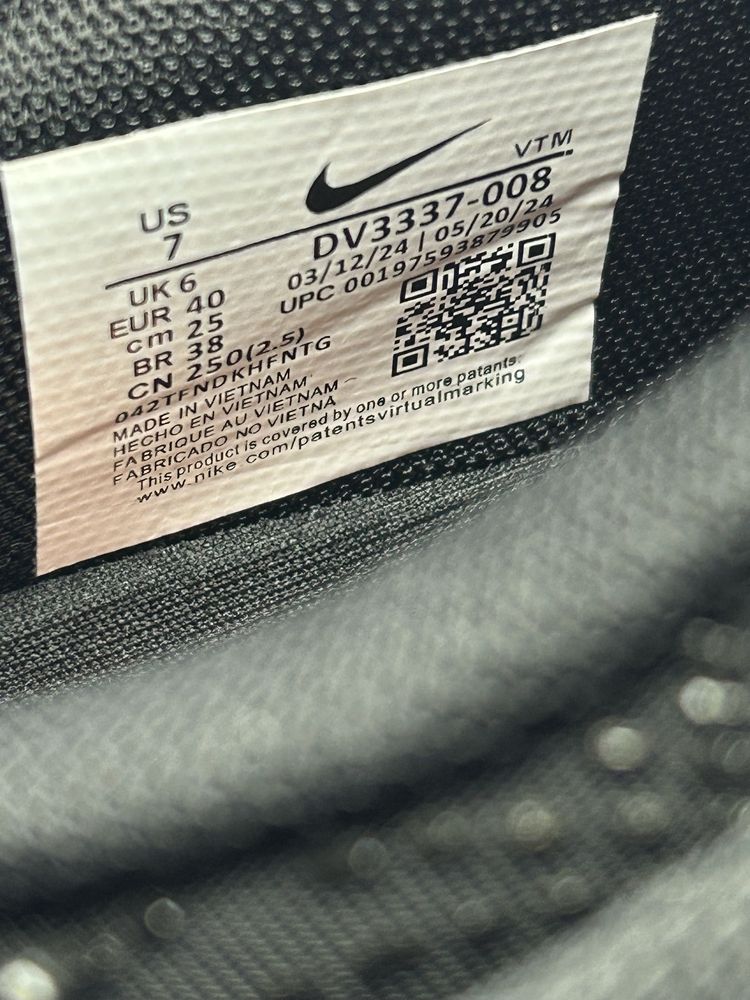 VTM
US
7
DV3337-008
03/12/24 | 05/20/24
UPC 00197593879905
UK 6
EUR 40
cm 25
BR 38
CN 250(2.5)
042TFNDKHFNTG
MADE IN VIETNAM
HECHO EN VIETNAM
FABRIQUE AU VIETNAM
FABRICADO NO VIETNA
This product is covered by one or more patents:
www.nike.com/patentsvirtualmarking